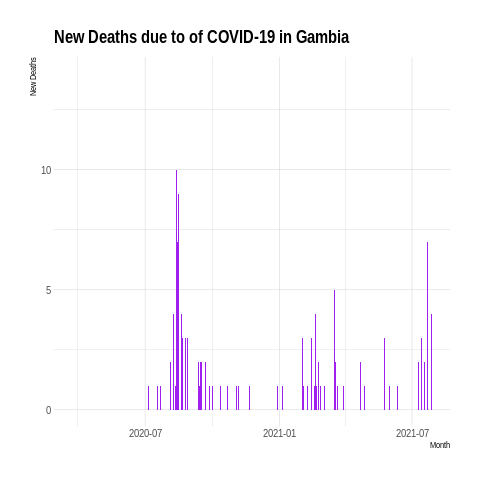 New Deaths due to of COVID-19 in Gambia
New Deaths
10
5
0
2020-07
2021-01
2021-07
Month